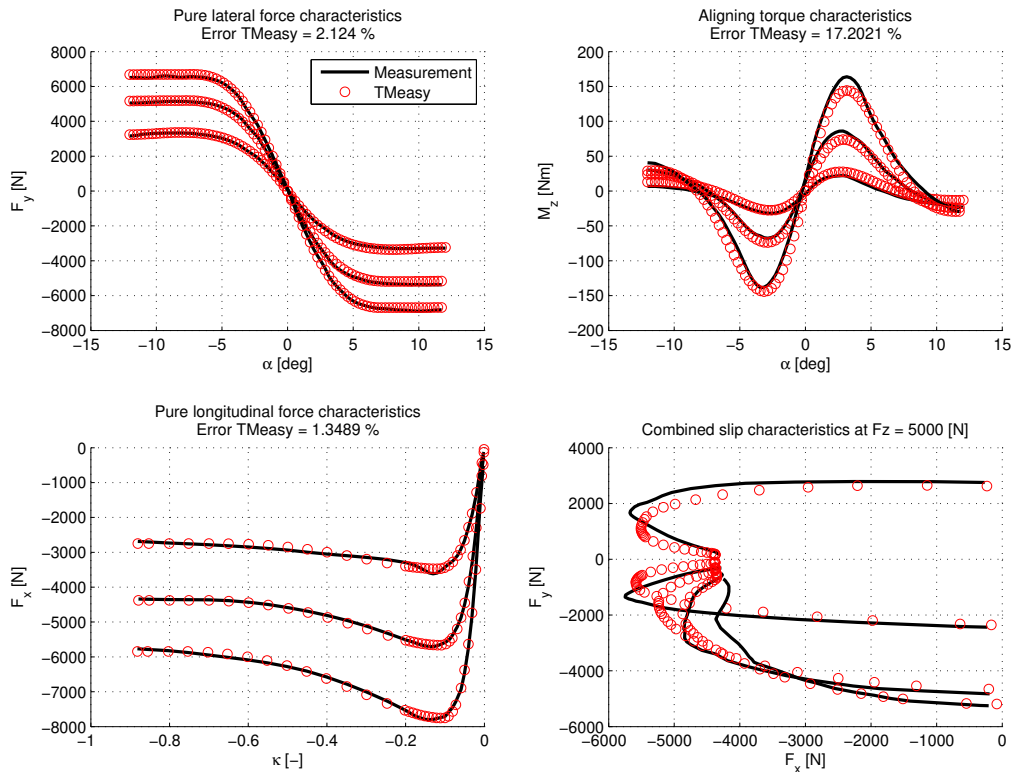 Pure lateral force characteristics
Error TMeasy = 2.124 %
8000
6000
4000
2000
0
−2000
−4000
−6000
−8000
−15 −10 −5 0 5 10 15
F_y [N]
α [deg]
Measurement
TMeasy
Aligning torque characteristics
Error TMeasy = 17.2021 %
200
150
100
50
0
−50
−100
−150
−200
−15 −10 −5 0 5 10 15
M_z [Nm]
α [deg]
Pure longitudinal force characteristics
Error TMeasy = 1.3489 %
0
−1000
−2000
−3000
−4000
−5000
−6000
−7000
−8000
−1 −0.8 −0.6 −0.4 −0.2 0
F_x [N]
κ [-]
Combined slip characteristics at Fz = 5000 [N]
4000
2000
0
−2000
−4000
−6000
−6000 −5000 −4000 −3000 −2000 −1000 0
F_y [N]
F_x [N]